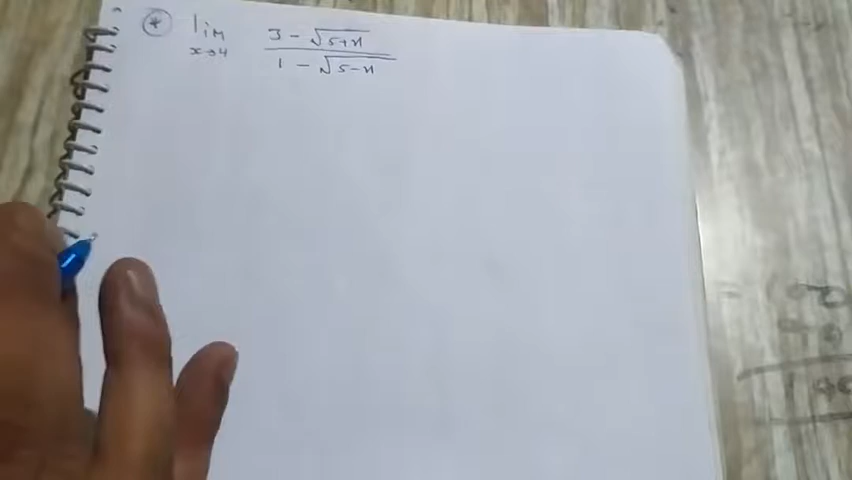 * lim 3 - √5+x
x→4 1 - √5-x